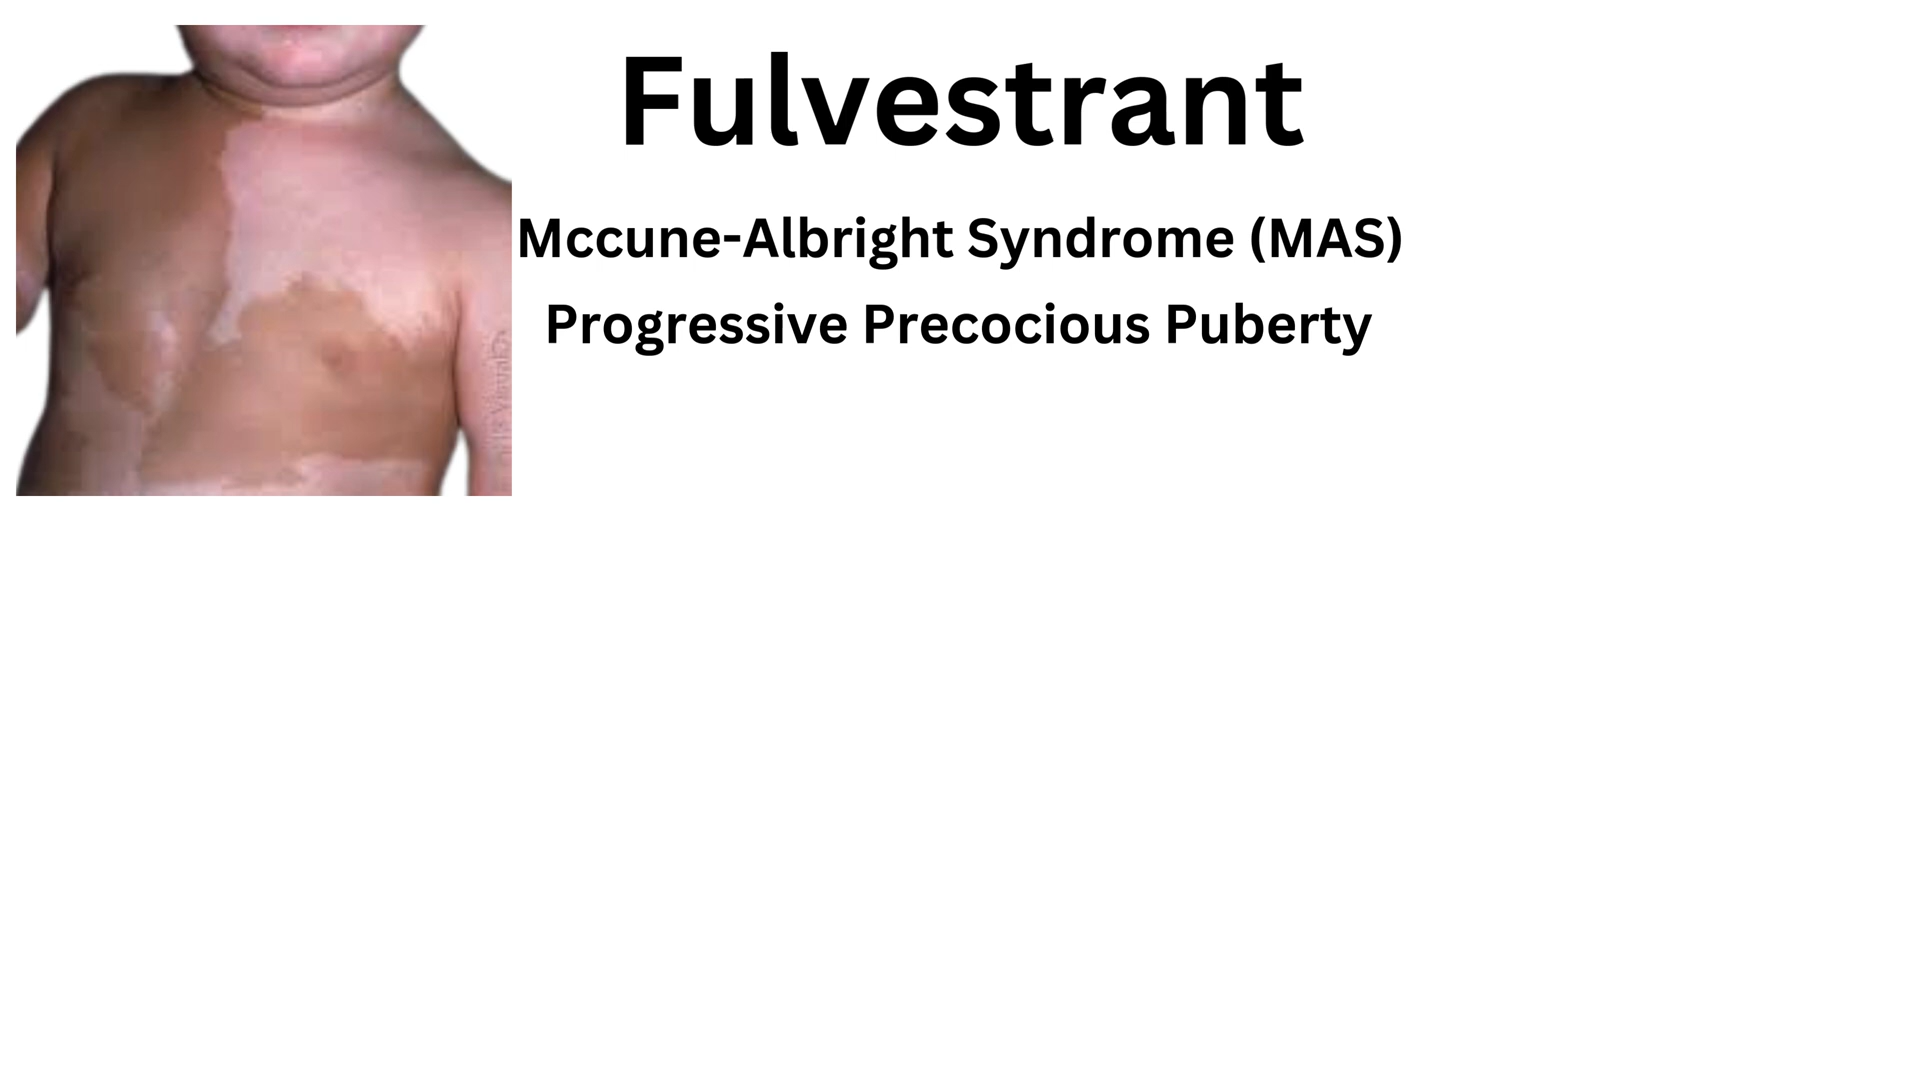 Fulvestrant
Mccune-Albright Syndrome (MAS)
Progressive Precocious Puberty